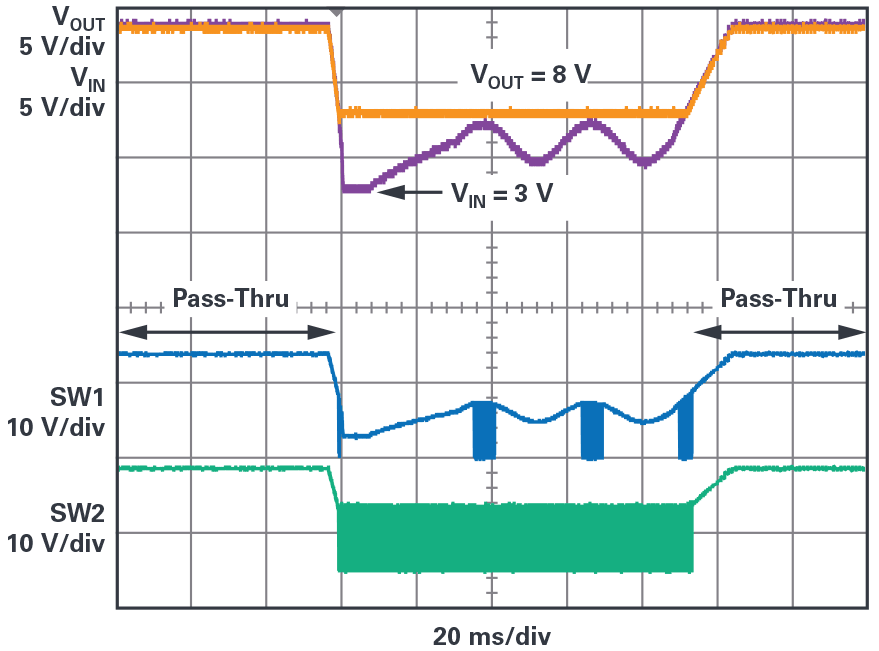 VOUT
5 V/div
VIN
5 V/div
VOUT = 8 V
VIN = 3 V
Pass-Thru
Pass-Thru
SW1
10 V/div
SW2
10 V/div
20 ms/div